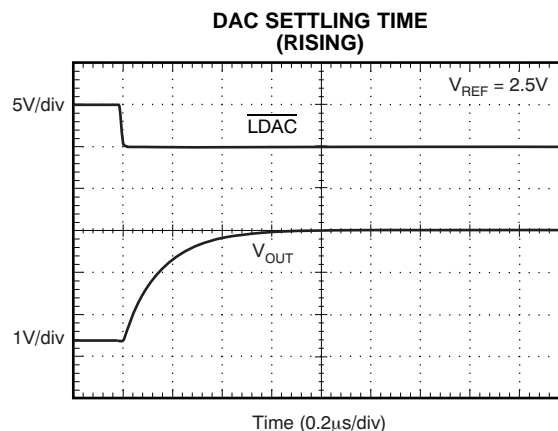 DAC SETTLING TIME
(RISING)
5V/div
V_REF = 2.5V
LDAC
V_OUT
1V/div
Time (0.2µs/div)